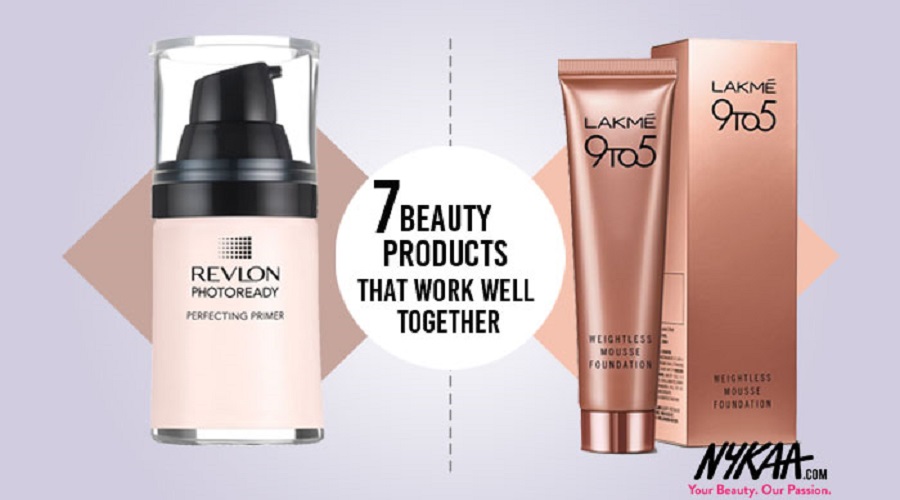 REVLON
PHOTOREADY
PERFECTING PRIMER
7 BEAUTY
PRODUCTS
THAT WORK WELL
TOGETHER
LAKMÉ
9TO5
WEIGHTLESS
MOUSSE
FOUNDATION
LAKMÉ
9TO5
WEIGHTLESS
MOUSSE
FOUNDATION
NYKAA.COM
Your Beauty. Our Passion.